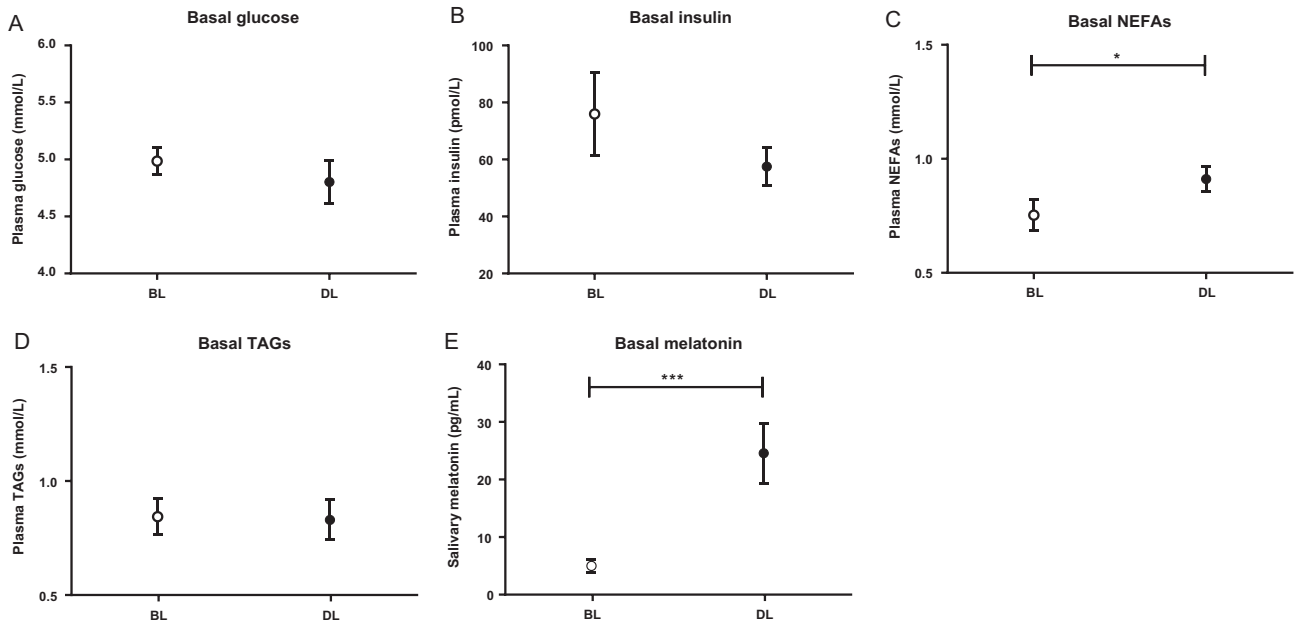 A
Basal glucose
Plasma glucose (mmol/L)
6.0
5.5
5.0
4.5
4.0
BL
DL
B
Basal insulin
Plasma insulin (pmol/L)
100
80
60
40
20
BL
DL
C
Basal NEFAs
Plasma NEFAs (mmol/L)
1.5
1.0
0.5
*
BL
DL
D
Basal TAGs
Plasma TAGs (mmol/L)
1.5
1.0
0.5
BL
DL
E
Basal melatonin
Salivary melatonin (pg/mL)
40
30
20
10
0
***
BL
DL